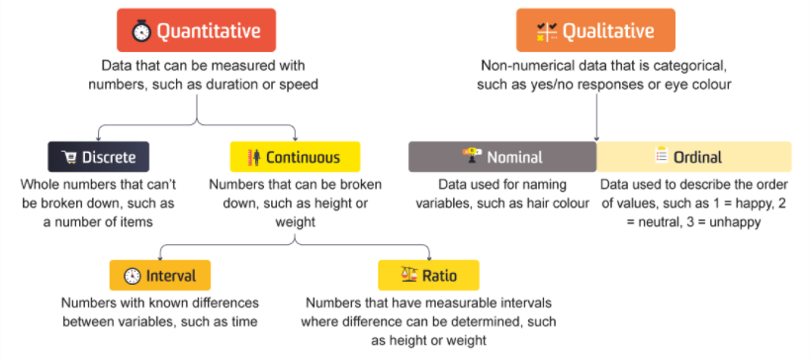 Quantitative
Data that can be measured with
numbers, such as duration or speed
Qualitative
Non-numerical data that is categorical,
such as yes/no responses or eye colour
Discrete
Whole numbers that can't
be broken down, such as
a number of items
Continuous
Numbers that can be broken
down, such as height or
weight
Nominal
Data used for naming
variables, such as hair colour
Ordinal
Data used to describe the order
of values, such as 1 = happy, 2
= neutral, 3 = unhappy
Interval
Numbers with known differences
between variables, such as time
Ratio
Numbers that have measurable intervals
where difference can be determined, such
as height or weight